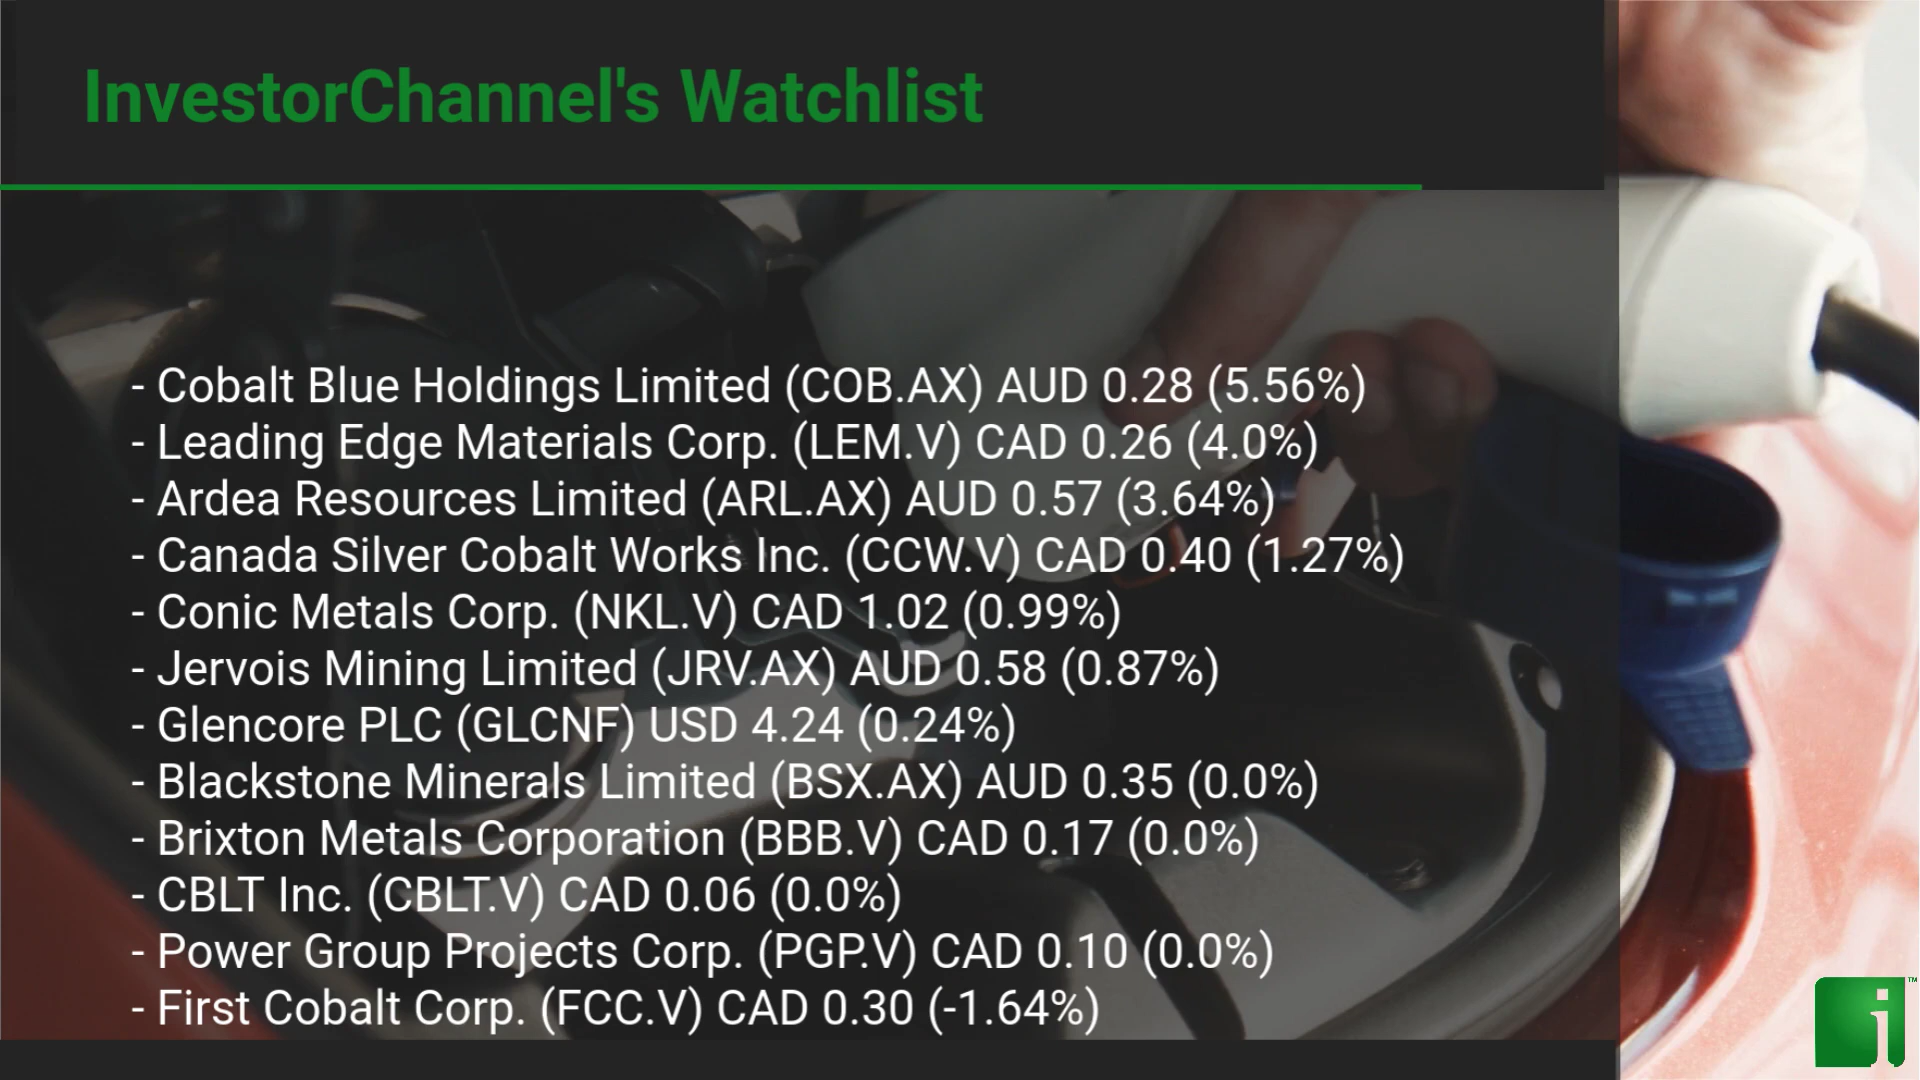 InvestorChannel's Watchlist
- Cobalt Blue Holdings Limited (COB.AX) AUD 0.28 (5.56%)
- Leading Edge Materials Corp. (LEM.V) CAD 0.26 (4.0%)
- Ardea Resources Limited (ARL.AX) AUD 0.57 (3.64%)
- Canada Silver Cobalt Works Inc. (CCW.V) CAD 0.40 (1.27%)
- Conic Metals Corp. (NKL.V) CAD 1.02 (0.99%)
- Jervois Mining Limited (JRV.AX) AUD 0.58 (0.87%)
- Glencore PLC (GLCNF) USD 4.24 (0.24%)
- Blackstone Minerals Limited (BSX.AX) AUD 0.35 (0.0%)
- Brixton Metals Corporation (BBB.V) CAD 0.17 (0.0%)
- CBLT Inc. (CBLT.V) CAD 0.06 (0.0%)
- Power Group Projects Corp. (PGP.V) CAD 0.10 (0.0%)
- First Cobalt Corp. (FCC.V) CAD 0.30 (-1.64%)
i™